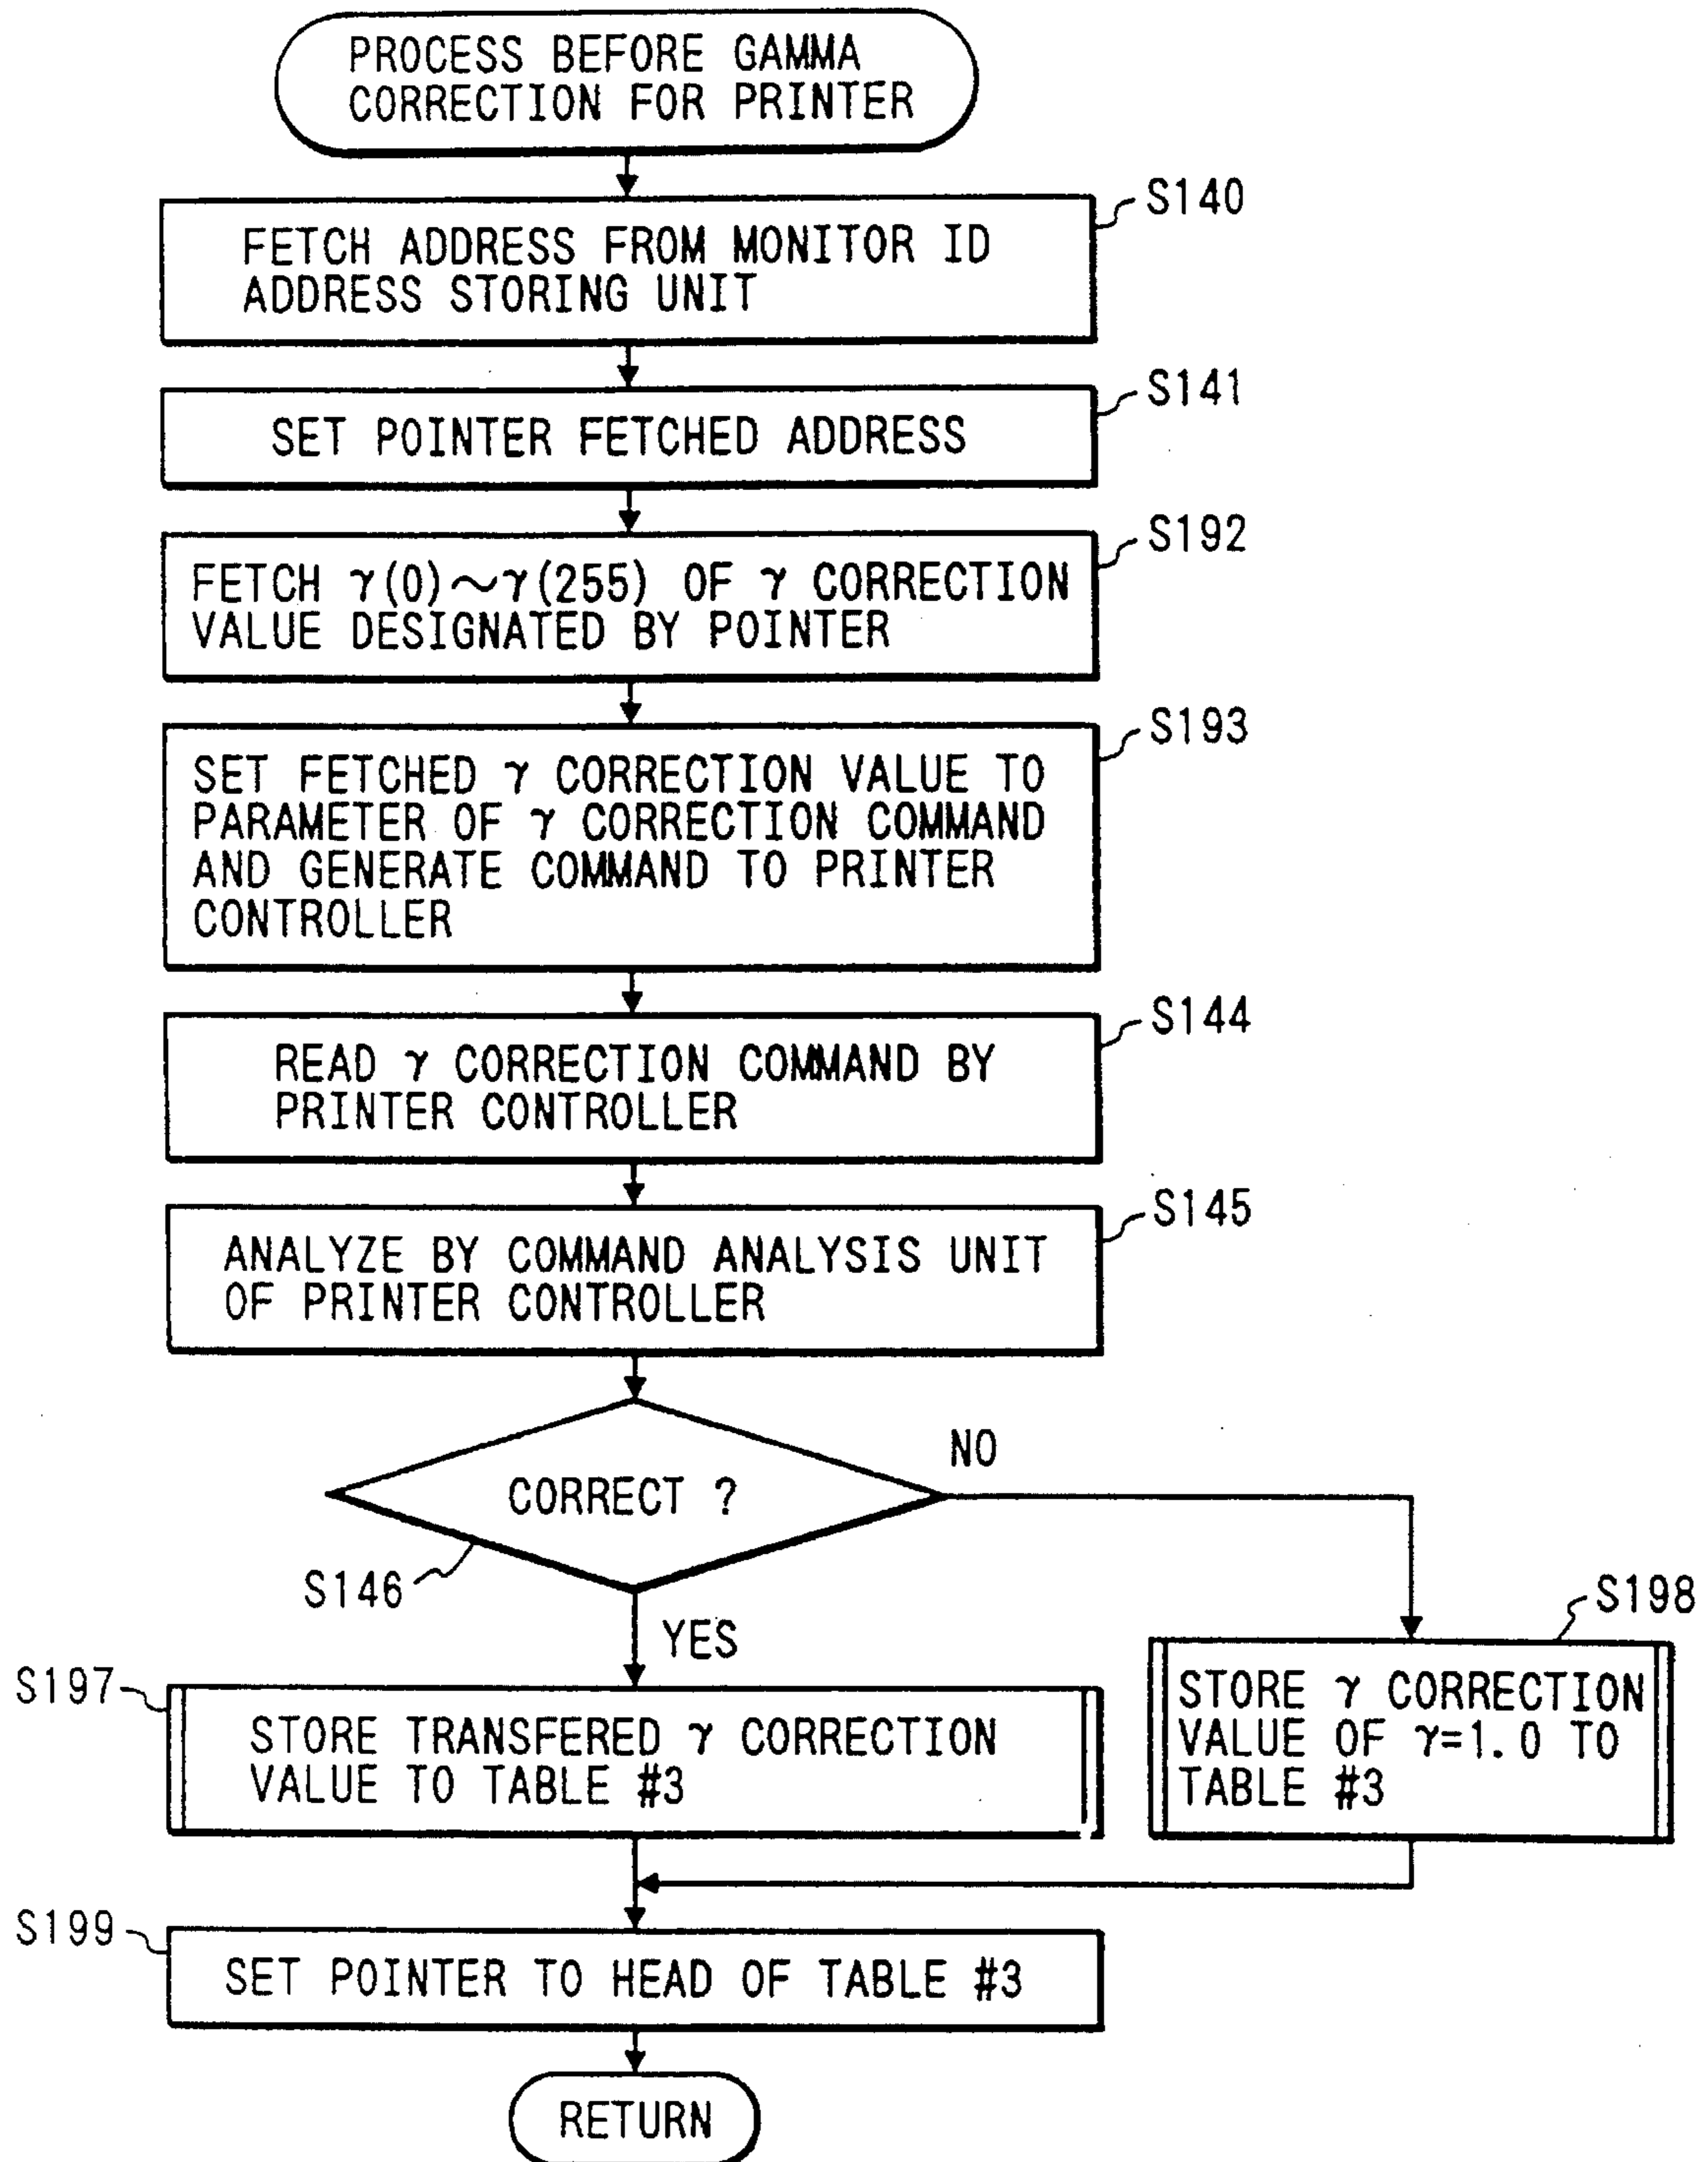 PROCESS BEFORE GAMMA
CORRECTION FOR PRINTER
S140
FETCH ADDRESS FROM MONITOR ID
ADDRESS STORING UNIT
S141
SET POINTER FETCHED ADDRESS
S192
FETCH γ(0)~γ(255) OF γ CORRECTION
VALUE DESIGNATED BY POINTER
S193
SET FETCHED γ CORRECTION VALUE TO
PARAMETER OF γ CORRECTION COMMAND
AND GENERATE COMMAND TO PRINTER
CONTROLLER
S144
READ γ CORRECTION COMMAND BY
PRINTER CONTROLLER
S145
ANALYZE BY COMMAND ANALYSIS UNIT
OF PRINTER CONTROLLER
CORRECT ?
NO
S146
YES
S197
STORE TRANSFERED γ CORRECTION
VALUE TO TABLE #3
S198
STORE γ CORRECTION
VALUE OF γ=1.0 TO
TABLE #3
S199
SET POINTER TO HEAD OF TABLE #3
RETURN